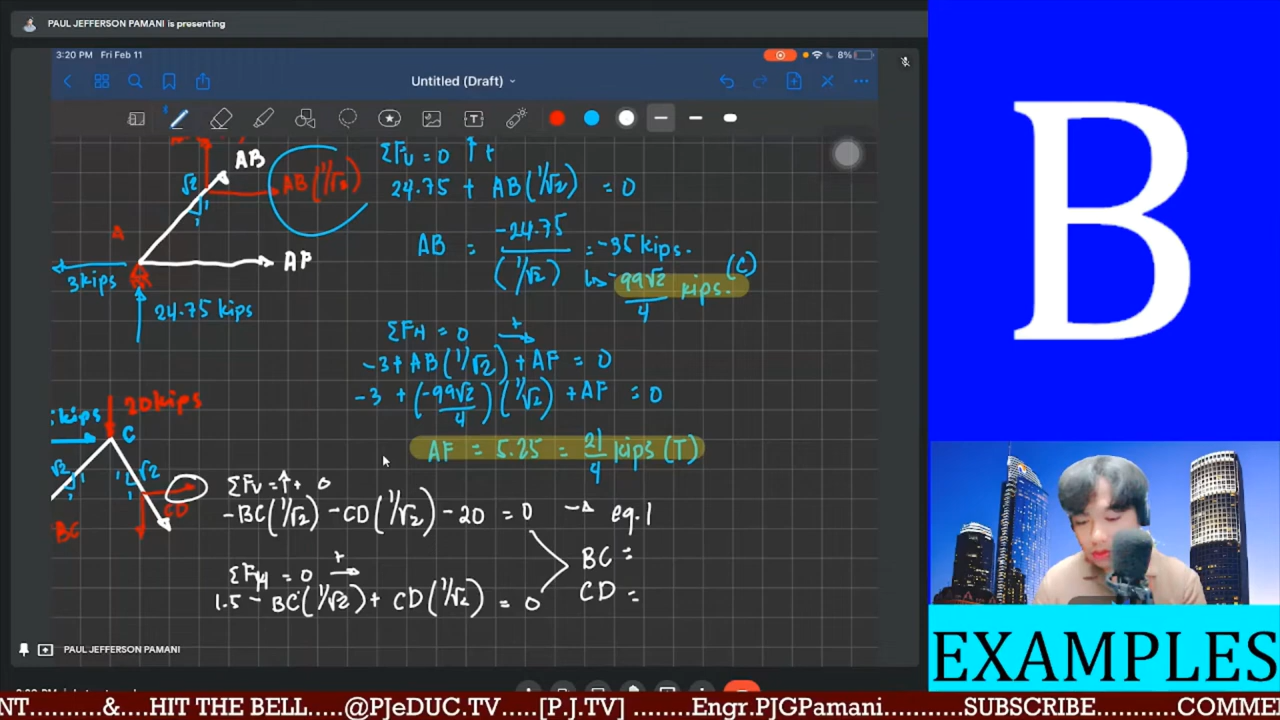 PAUL JEFFERSON PAMANI is presenting
3:20 PM Fri Feb 11
8%
Untitled (Draft)
AB
√2
1
1
AB(1/√2)
A
AF
3kips
24.75 kips
ΣFv = 0 ↑+
24.75 + AB(1/√2) = 0
AB = -24.75/(1/√2) = -35 kips.
↳ -99√2/4 kips. (C)
ΣFH = 0 →+
-3 + AB(1/√2) + AF = 0
-3 + (-99√2/4)(1/√2) + AF = 0
AF = 5.25 = 21/4 kips (T)
kips
20kips
C
√2
1
1
√2
1
1
CD
BC
ΣFv = ↑+ 0
-BC(1/√2) - CD(1/√2) - 20 = 0 → eq.1
ΣFH = 0 →+
1.5 - BC(1/√2) + CD(1/√2) = 0
BC =
CD =
PAUL JEFFERSON PAMANI
B
EXAMPLES
NT..........&....HIT THE BELL.....@PJeDUC.TV....[P.J.TV] .......Engr.PJGPamani.....................SUBSCRIBE..............COMME